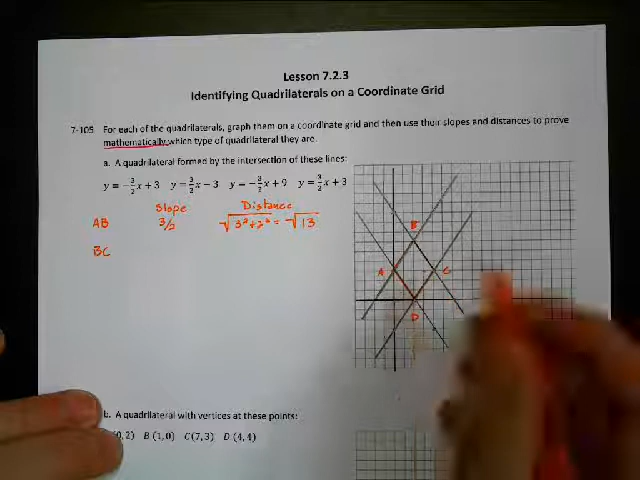 Lesson 7.2.3
Identifying Quadrilaterals on a Coordinate Grid
7-105. For each of the quadrilaterals, graph them on a coordinate grid and then use their slopes and distances to prove
mathematically which type of quadrilateral they are.
a. A quadrilateral formed by the intersection of these lines:
y = -3/2x + 3 y = 3/2x - 3 y = -3/2x + 9 y = 3/2x + 3
Slope Distance
AB 3/2 √3²+2² = √13
BC
B
A C
D
b. A quadrilateral with vertices at these points:
0,2) B (1,0) C(7,3) D (4,4)